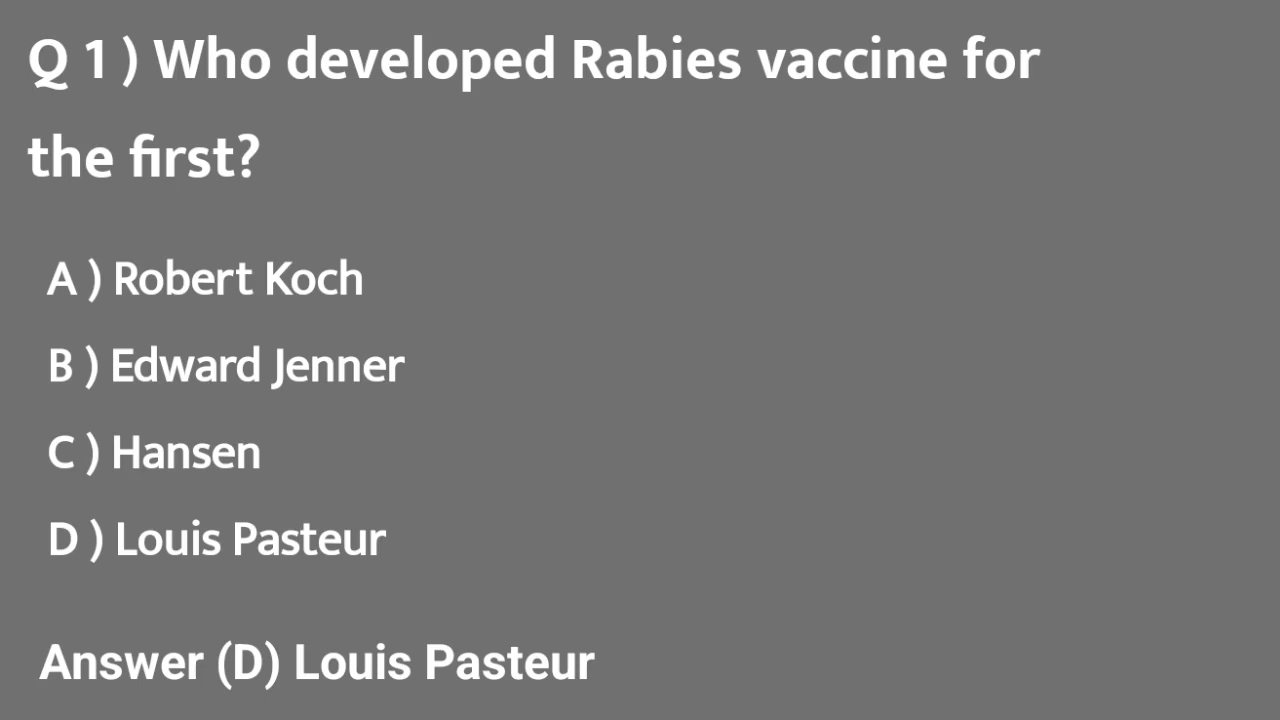 Q 1 ) Who developed Rabies vaccine for
the first?
A ) Robert Koch
B ) Edward Jenner
C ) Hansen
D ) Louis Pasteur
Answer (D) Louis Pasteur